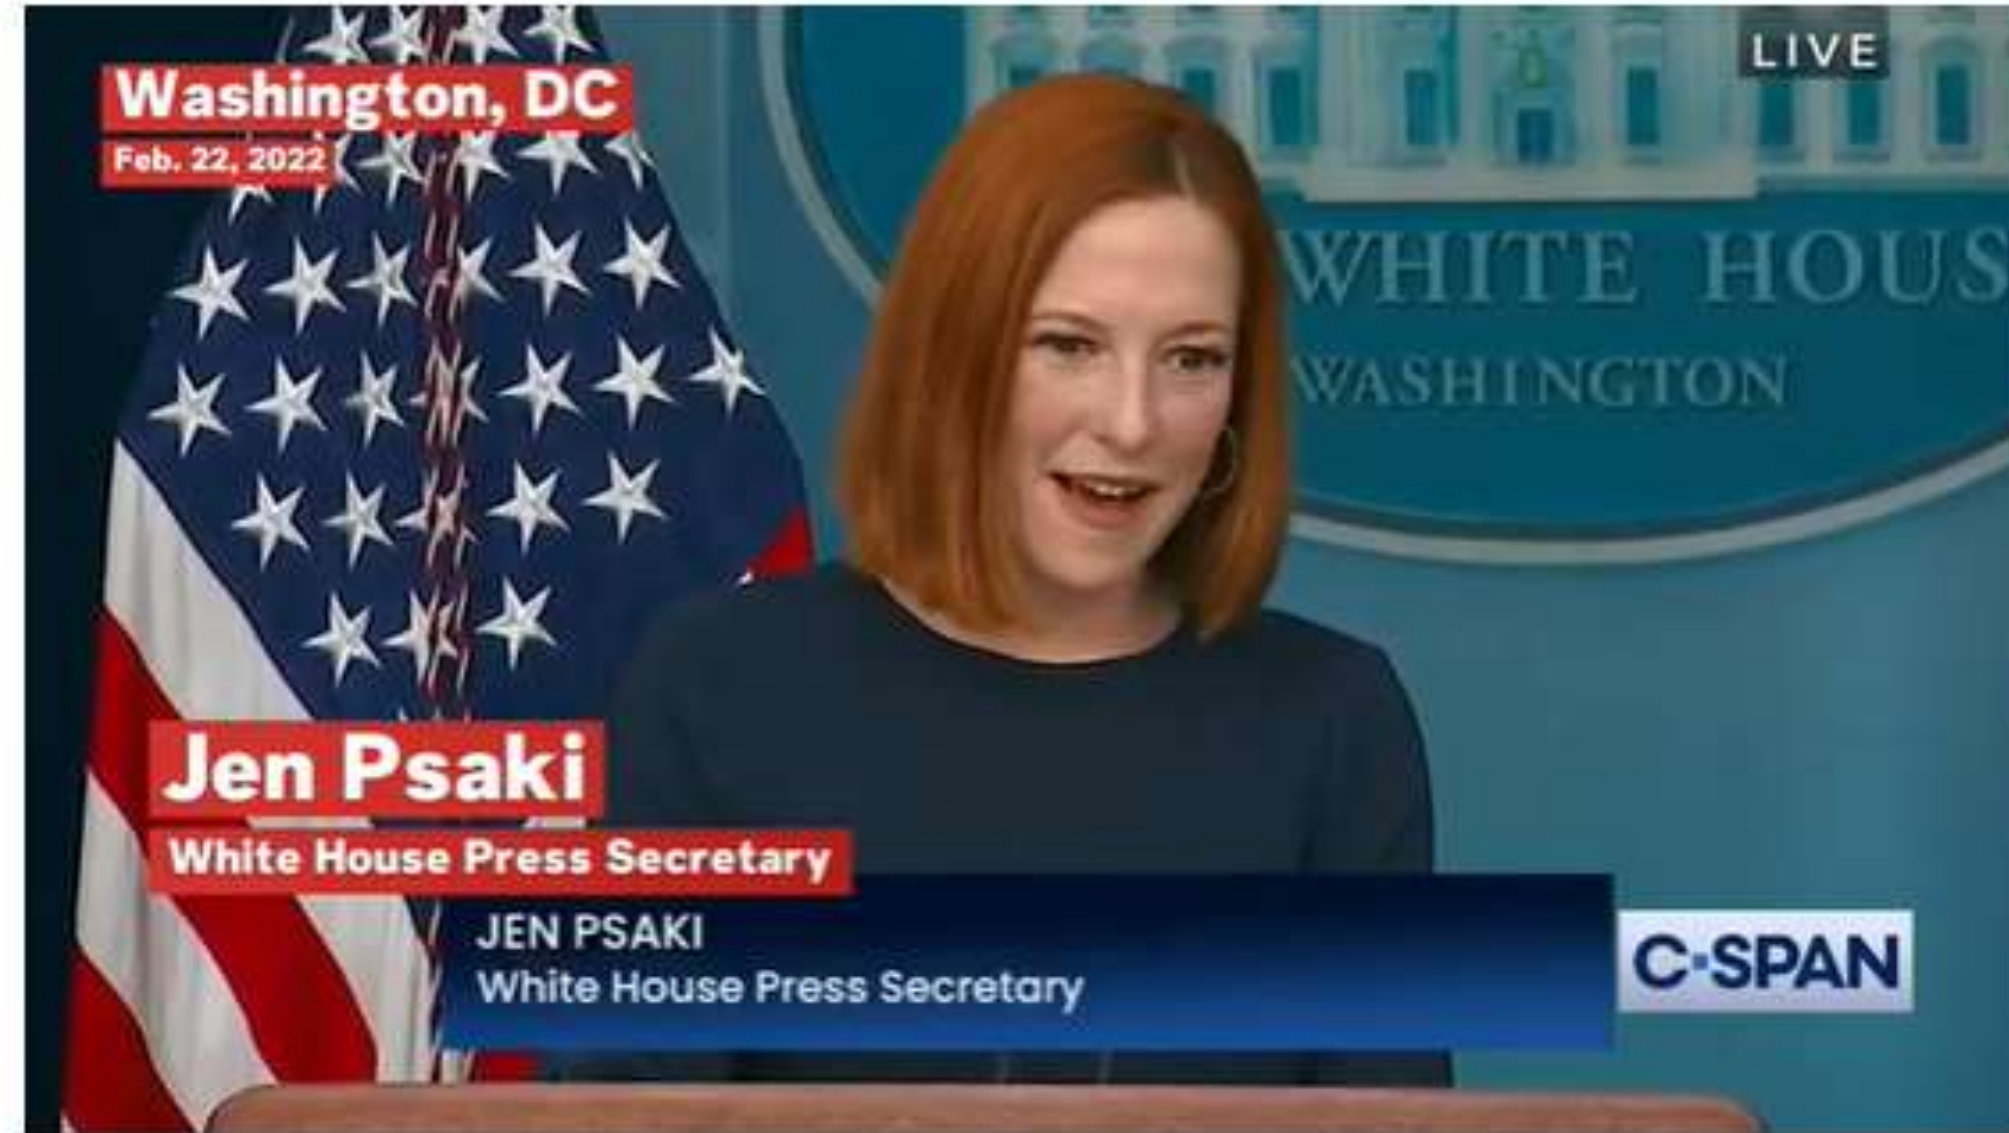 LIVE
Washington, DC
Feb. 22, 2022
WHITE HOUS
WASHINGTON
Jen Psaki
White House Press Secretary
JEN PSAKI
White House Press Secretary
C-SPAN